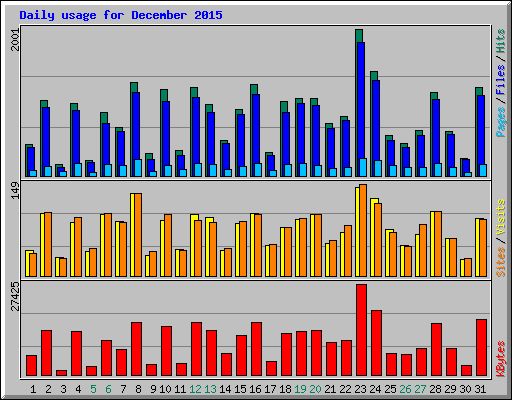 Daily usage for December 2015
2001
Pages / Files / Hits
149
Sites / Visits
27425
KBytes
1 2 3 4 5 6 7 8 9 10 11 12 13 14 15 16 17 18 19 20 21 22 23 24 25 26 27 28 29 30 31